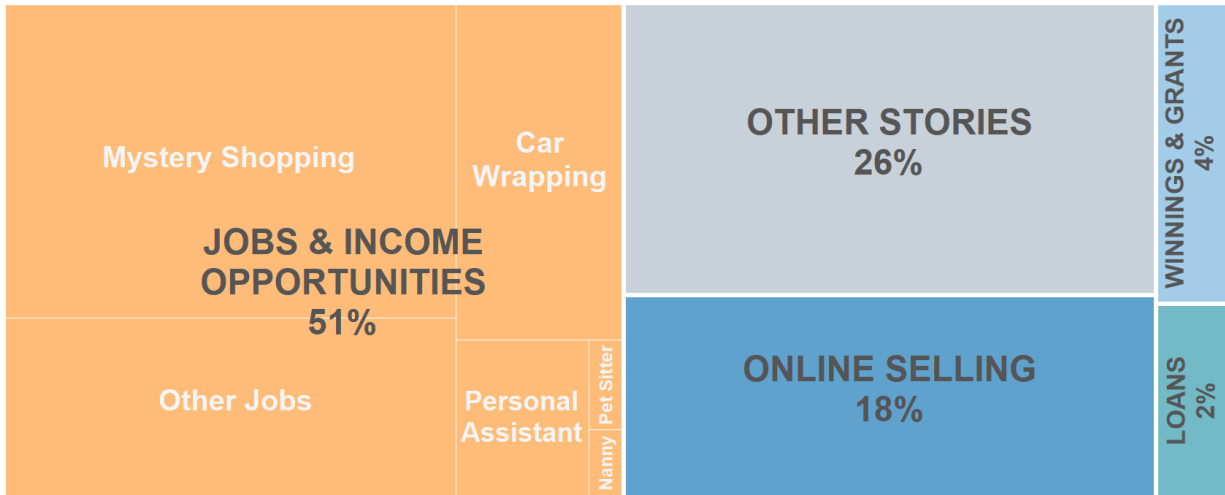 Mystery Shopping
Car
Wrapping
JOBS & INCOME
OPPORTUNITIES
51%
Other Jobs
Personal
Assistant
Pet Sitter
Nanny
OTHER STORIES
26%
ONLINE SELLING
18%
WINNINGS & GRANTS
4%
LOANS
2%